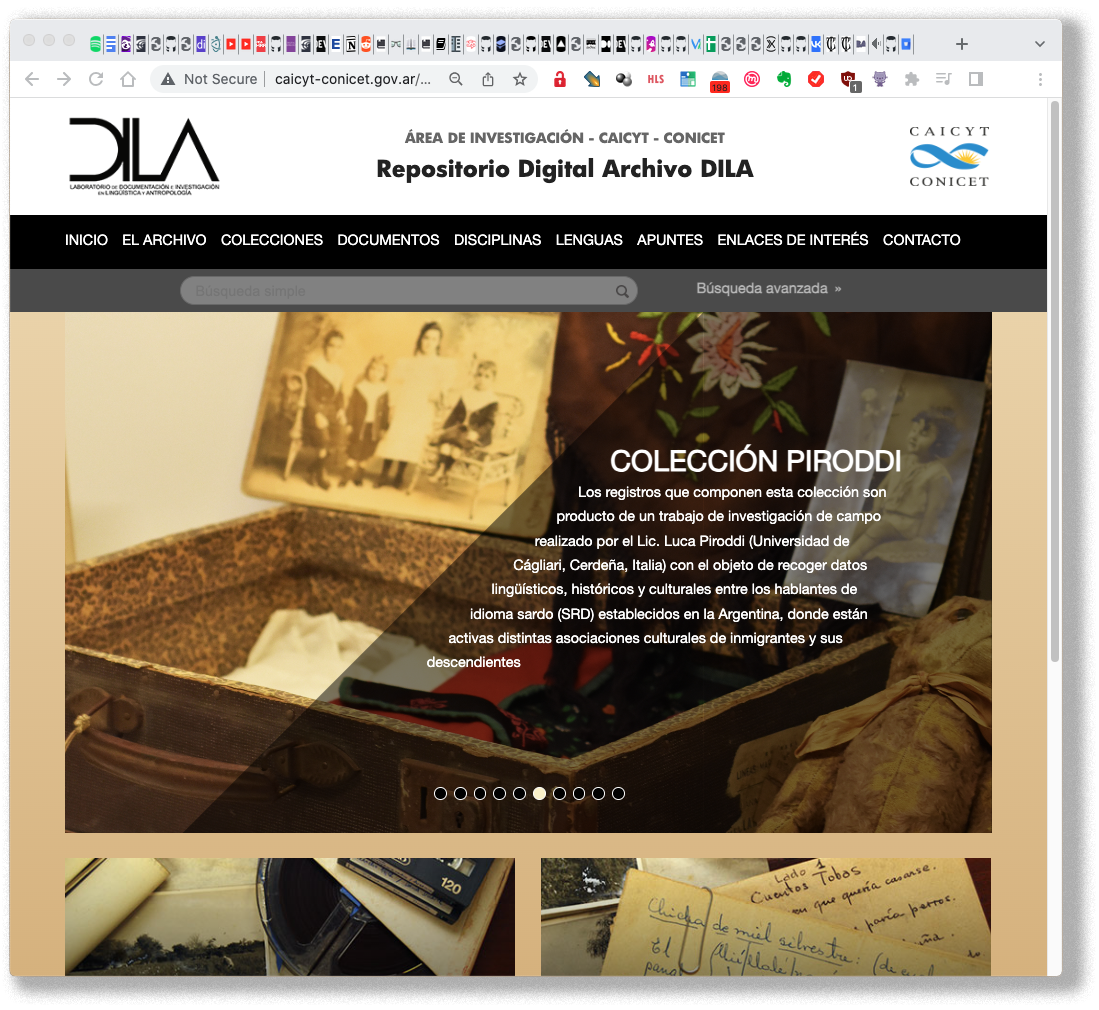 Not Secure
caicyt-conicet.gov.ar/...
HLS
198
1
DILA
LABORATORIO DE DOCUMENTACIÓN E INVESTIGACIÓN
EN LINGÜÍSTICA Y ANTROPOLOGÍA
ÁREA DE INVESTIGACIÓN - CAICYT - CONICET
Repositorio Digital Archivo DILA
CAICYT
CONICET
INICIO EL ARCHIVO COLECCIONES DOCUMENTOS DISCIPLINAS LENGUAS APUNTES ENLACES DE INTERÉS CONTACTO
Búsqueda simple
Búsqueda avanzada »
COLECCIÓN PIRODDI
Los registros que componen esta colección son
producto de un trabajo de investigación de campo
realizado por el Lic. Luca Piroddi (Universidad de
Cágliari, Cerdeña, Italia) con el objeto de recoger datos
lingüísticos, históricos y culturales entre los hablantes de
idioma sardo (SRD) establecidos en la Argentina, donde están
activas distintas asociaciones culturales de inmigrantes y sus
descendientes
120
Lado 1
Cuentos Tobas
en que quería casarse.
paría perros.
Chicha de miel silvestre:
El